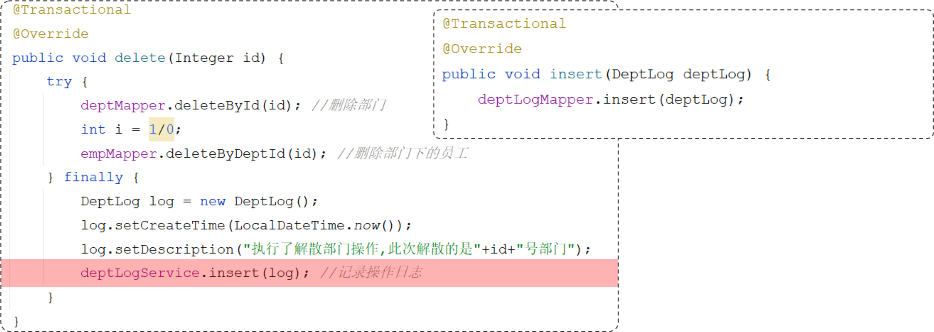 @Transactional
@Override
public void delete(Integer id) {
try {
deptMapper.deleteById(id); //删除部门
int i = 1/0;
empMapper.deleteByDeptId(id); //删除部门下的员工
} finally {
DeptLog log = new DeptLog();
log.setCreateTime(LocalDateTime.now());
log.setDescription("执行了解散部门操作,此次解散的是"+id+"号部门");
deptLogService.insert(log); //记录操作日志
}
}
@Transactional
@Override
public void insert(DeptLog deptLog) {
deptLogMapper.insert(deptLog);
}